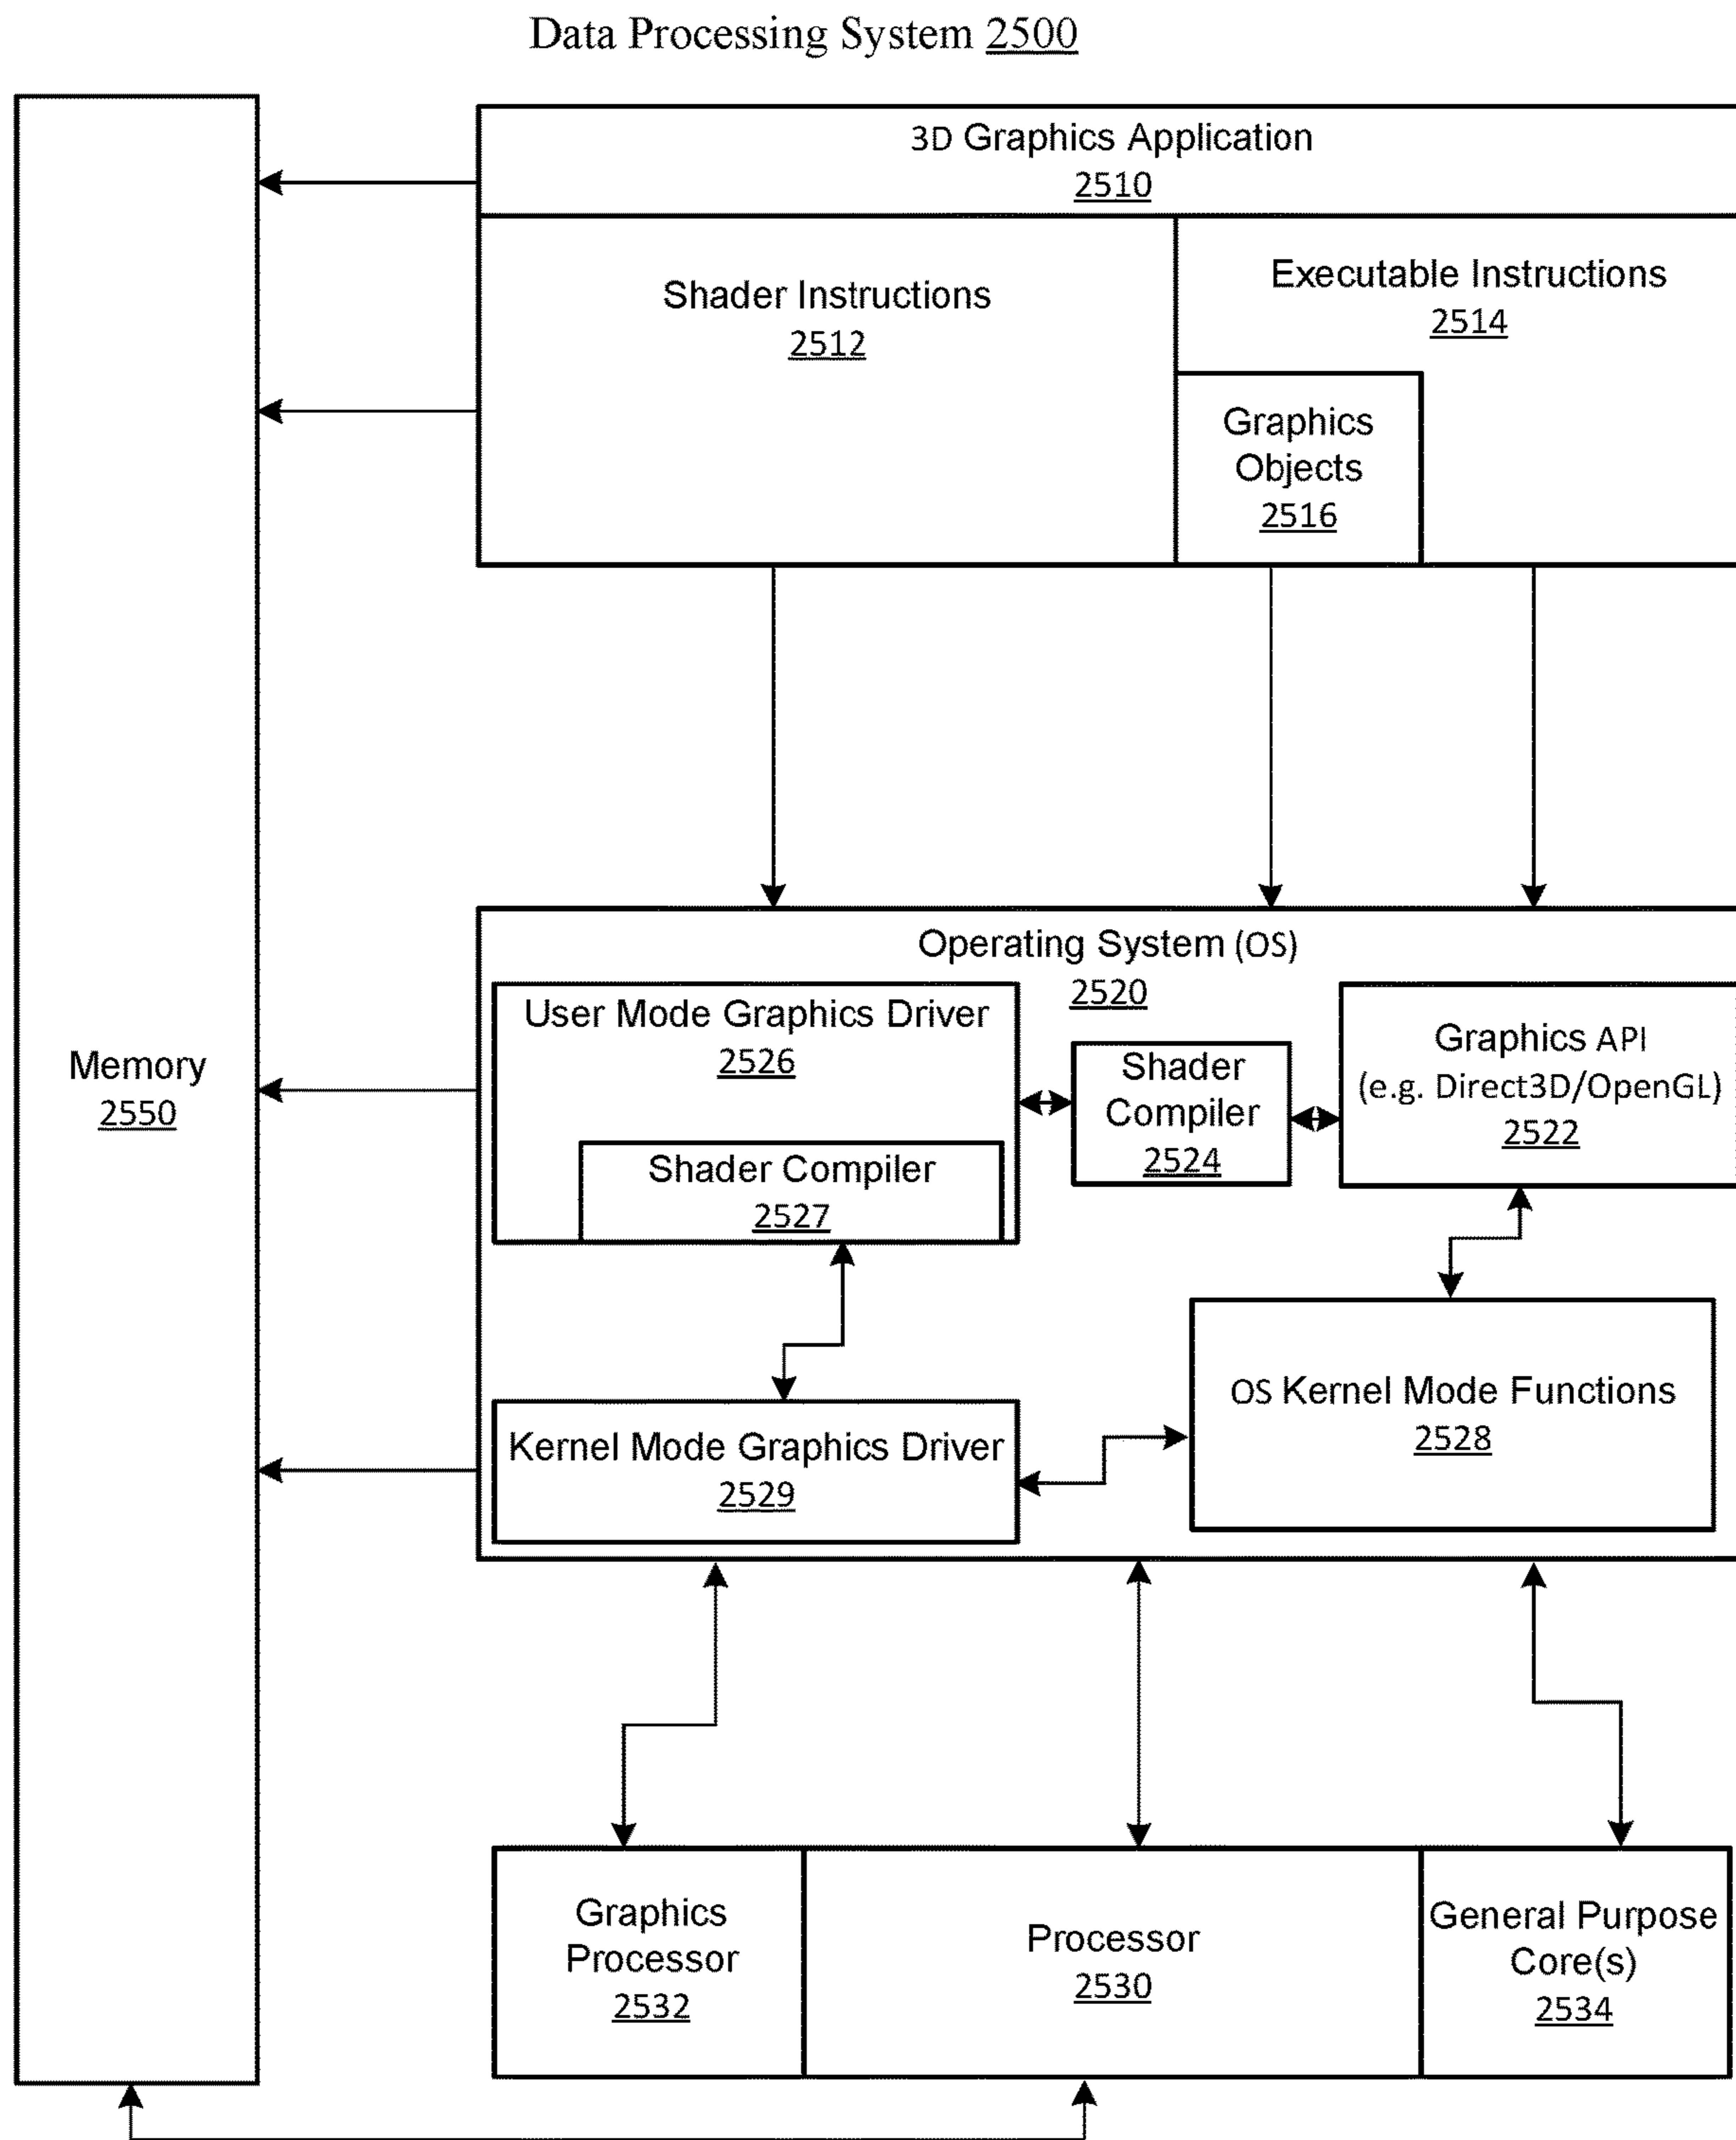 Data Processing System 2500
3D Graphics Application
2510
Shader Instructions
2512
Executable Instructions
2514
Graphics
Objects
2516
Operating System (OS)
2520
User Mode Graphics Driver
2526
Shader Compiler
2527
Shader
Compiler
2524
Graphics API
(e.g. Direct3D/OpenGL)
2522
Memory
2550
OS Kernel Mode Functions
2528
Kernel Mode Graphics Driver
2529
Graphics
Processor
2532
Processor
2530
General Purpose
Core(s)
2534